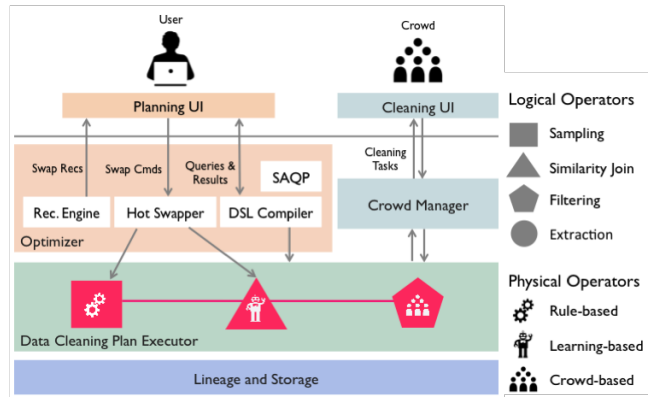 User
Crowd
Planning UI
Cleaning UI
Logical Operators
Sampling
Similarity Join
Filtering
Extraction
Swap Recs
Swap Cmds
Queries &
Results
Cleaning
Tasks
SAQP
Rec. Engine
Hot Swapper
DSL Compiler
Crowd Manager
Optimizer
Physical Operators
Rule-based
Learning-based
Crowd-based
Data Cleaning Plan Executor
Lineage and Storage